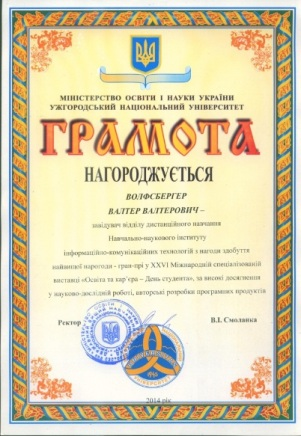 МІНІСТЕРСТВО ОСВІТИ І НАУКИ УКРАЇНИ
УЖГОРОДСЬКИЙ НАЦІОНАЛЬНИЙ УНІВЕРСИТЕТ
ГРАМОТА
НАГОРОДЖУЄТЬСЯ
ВОЛФСБЕРГЕР
ВАЛТЕР ВАЛТЕРОВИЧ –
завідувач відділу дистанційного навчання
Навчально-наукового інституту
інформаційно-комунікаційних технологій з нагоди здобуття
найвищої нагороди - гран-прі у XXVI Міжнародній спеціалізованій
виставці «Освіта та кар'єра – День студента», за високі досягнення
у науково-дослідній роботі, авторські розробки програмних продуктів
Ректор В.І. Смоланка
2014 рік